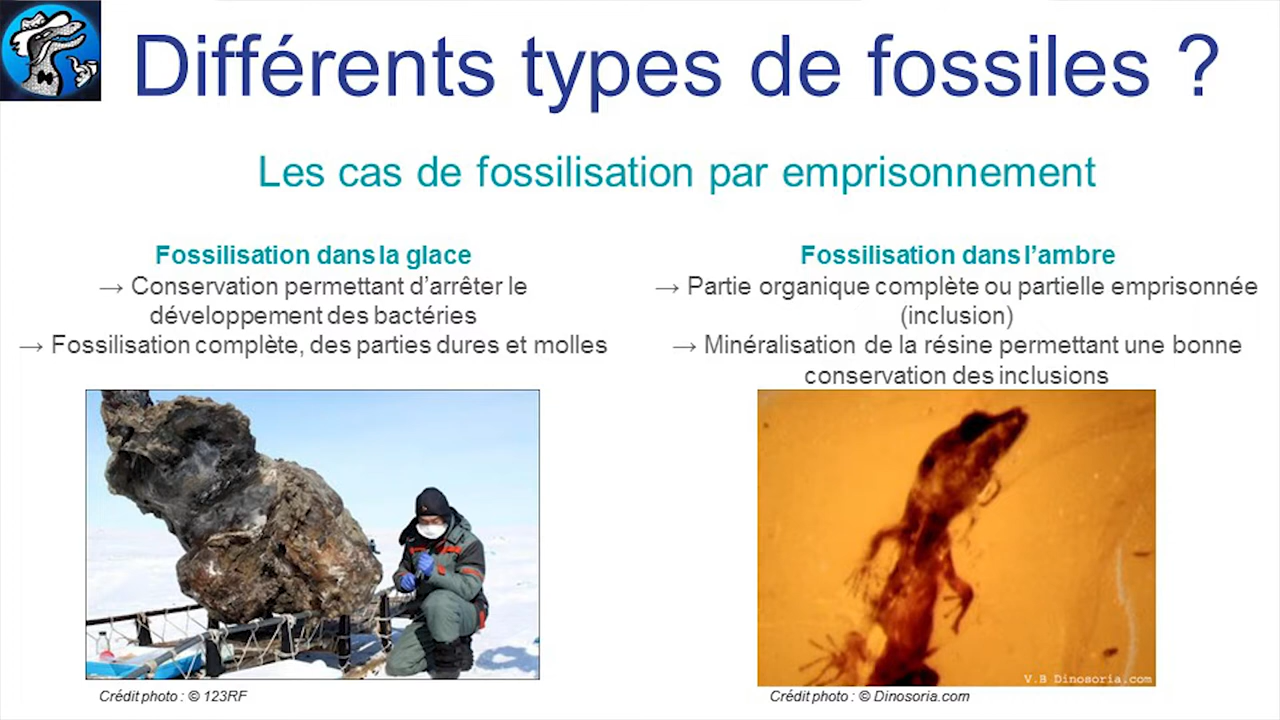 Différents types de fossiles ?
Les cas de fossilisation par emprisonnement
Fossilisation dans la glace
→ Conservation permettant d’arrêter le
développement des bactéries
→ Fossilisation complète, des parties dures et molles
Fossilisation dans l’ambre
→ Partie organique complète ou partielle emprisonnée
(inclusion)
→ Minéralisation de la résine permettant une bonne
conservation des inclusions
V.B Dinosoria.com
Crédit photo : © 123RF
Crédit photo : © Dinosoria.com